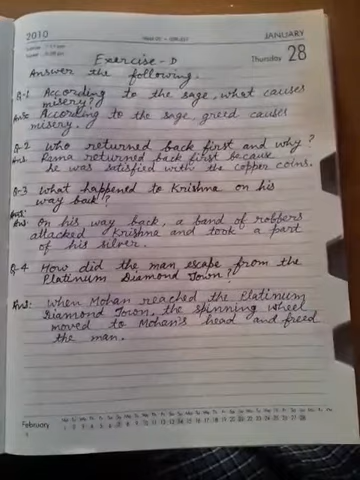 2010
JANUARY
Thursday 28
Exercise - D
Answer the following.
Q-1 According to the sage, what causes
misery?
Ans: According to the sage, greed causes
misery.
Q-2 Who returned back first and why?
Ans. Rama returned back first because
he was satisfied with the copper coins.
Q-3 What happened to Krishna on his
way back?
Ans: On his way back, a band of robbers
attacked Krishna and took a part
of his silver.
Q-4 How did the man escape from the
Platinum Diamond Town?
Ans: When Mohan reached the Platinum
Diamond Town, the spinning wheel
moved to Mohan's head and freed
the man.
February